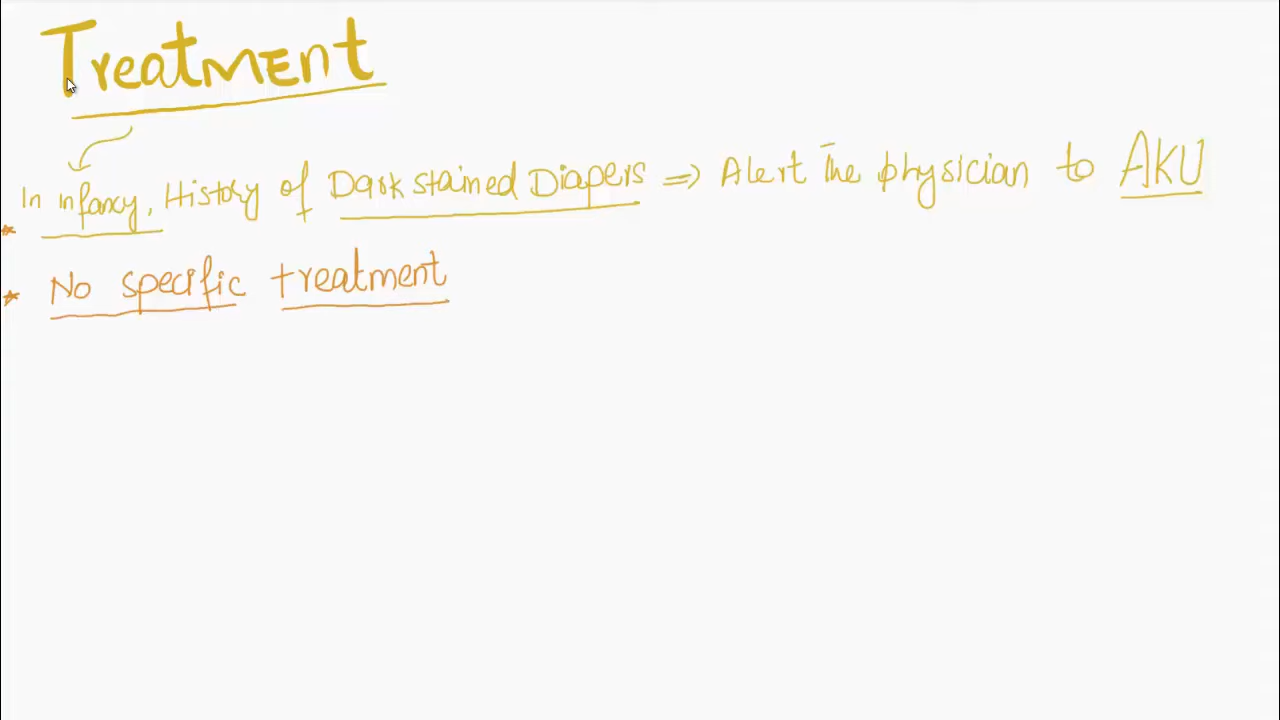 Treatment
In infancy, History of Dark stained Diapers => Alert The physician to AKU
* No specific treatment